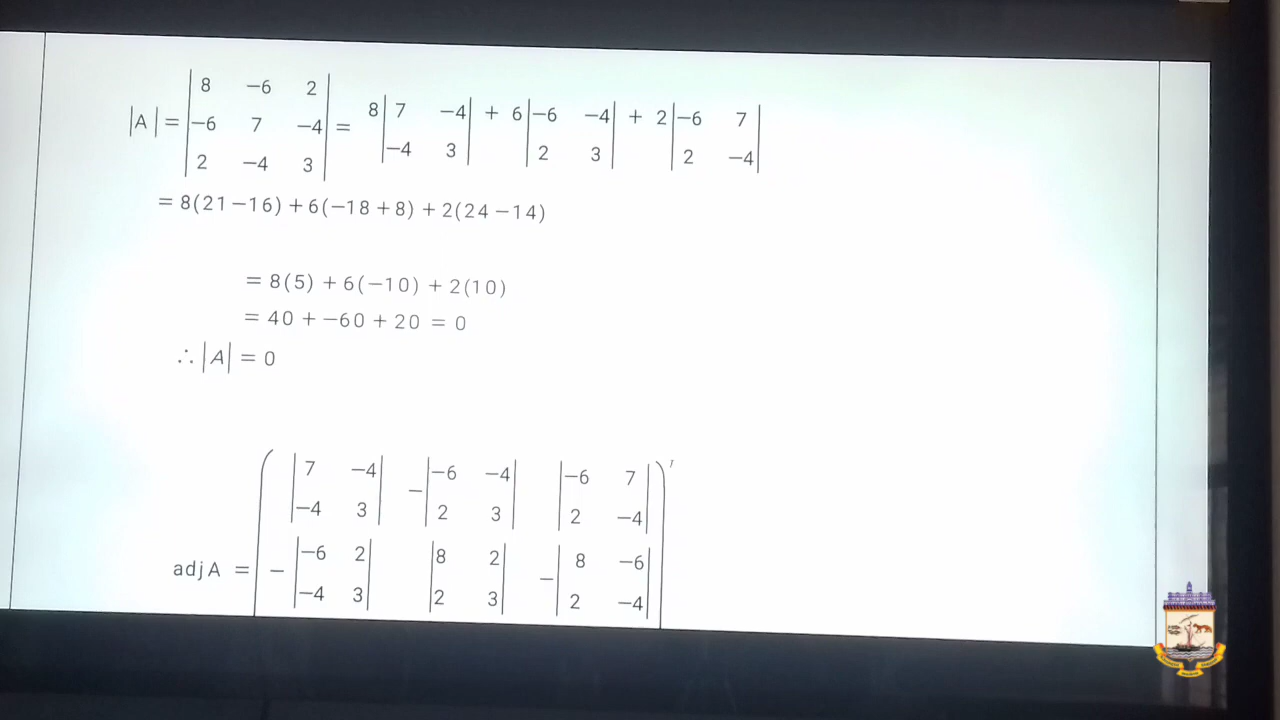 |A| = |8 −6 2| = 8|7 −4| + 6|−6 −4| + 2|−6 7|
|−6 7 −4| |−4 3| |2 3| |2 −4|
|2 −4 3|
= 8(21−16)+6(−18+8)+2(24−14)
= 8(5)+6(−10)+2(10)
= 40+−60+20 = 0
∴|A| = 0
|7 −4| −|−6 −4| |−6 7|
|−4 3| |2 3| |2 −4|
adj A = −|−6 2| |8 2| −|8 −6|
|−4 3| |2 3| |2 −4|